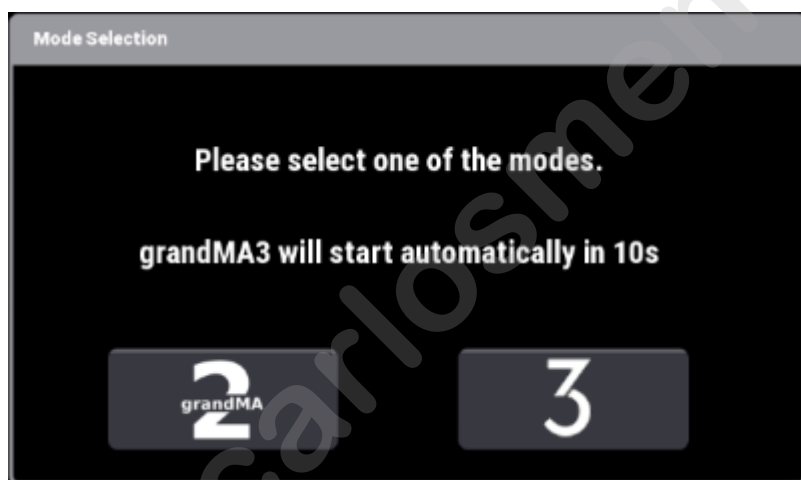 Mode Selection
Please select one of the modes.
grandMA3 will start automatically in 10s
2 grandMA
3
carlosmen